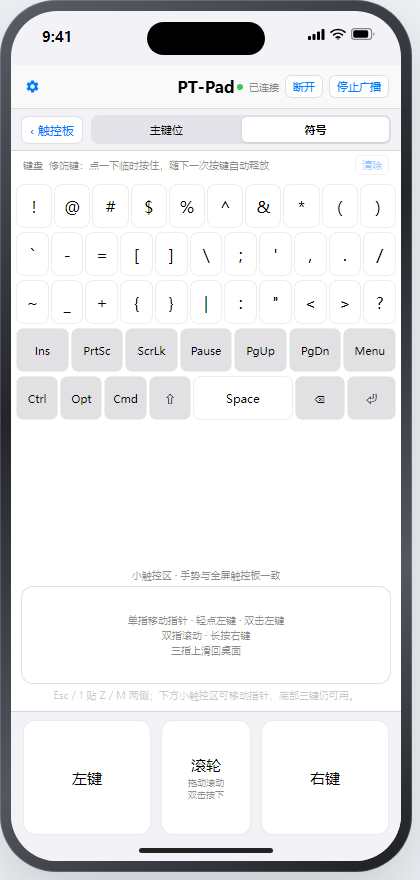 9:41
PT-Pad 已连接 断开 停止广播
‹ 触控板 主键位 符号
键盘 修饰键：点一下临时按住，随下一次按键自动释放 清除
! @ # $ % ^ & * ( )
` - = [ ] \ ; ' , . /
~ _ + { } | : " < > ?
Ins PrtSc ScrLk Pause PgUp PgDn Menu
Ctrl Opt Cmd ⇧ Space ⌫ ⏎
小触控区 · 手势与全屏触控板一致
单指移动指针 · 轻点左键 · 双击左键
双指滚动 · 长按右键
三指上滑回桌面
Esc / ↑ 贴 Z / M 两侧；下方小触控区可移动指针，底部三键仍可用。
左键 滚轮 右键
拖动滚动
双击按下